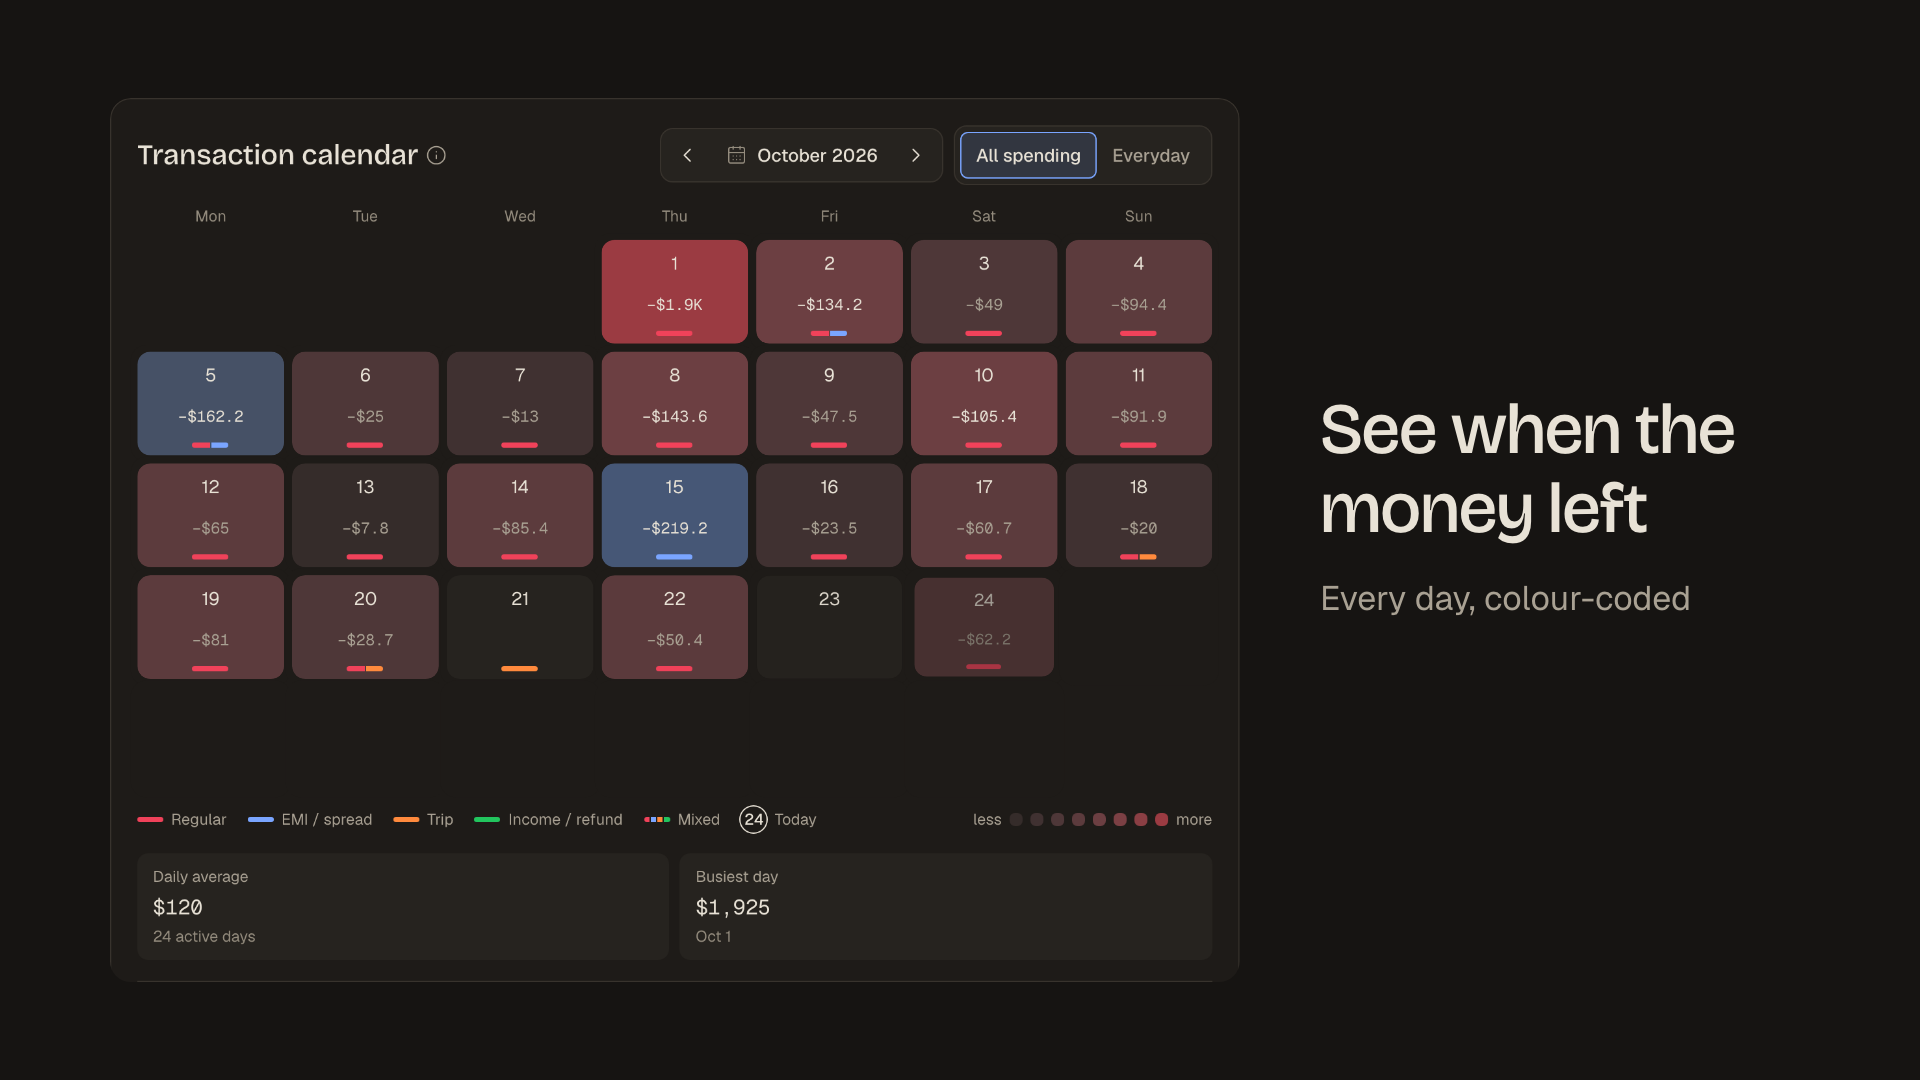 Transaction calendar
October 2026
All spending
Everyday
Mon Tue Wed Thu Fri Sat Sun
1 2 3 4
-$1.9K -$134.2 -$49 -$94.4
5 6 7 8 9 10 11
-$162.2 -$25 -$13 -$143.6 -$47.5 -$105.4 -$91.9
12 13 14 15 16 17 18
-$65 -$7.8 -$85.4 -$219.2 -$23.5 -$60.7 -$20
19 20 21 22 23 24
-$81 -$28.7 -$50.4 -$62.2
Regular EMI / spread Trip Income / refund Mixed 24 Today less more
Daily average
$120
24 active days
Busiest day
$1,925
Oct 1
See when the
money left
Every day, colour-coded